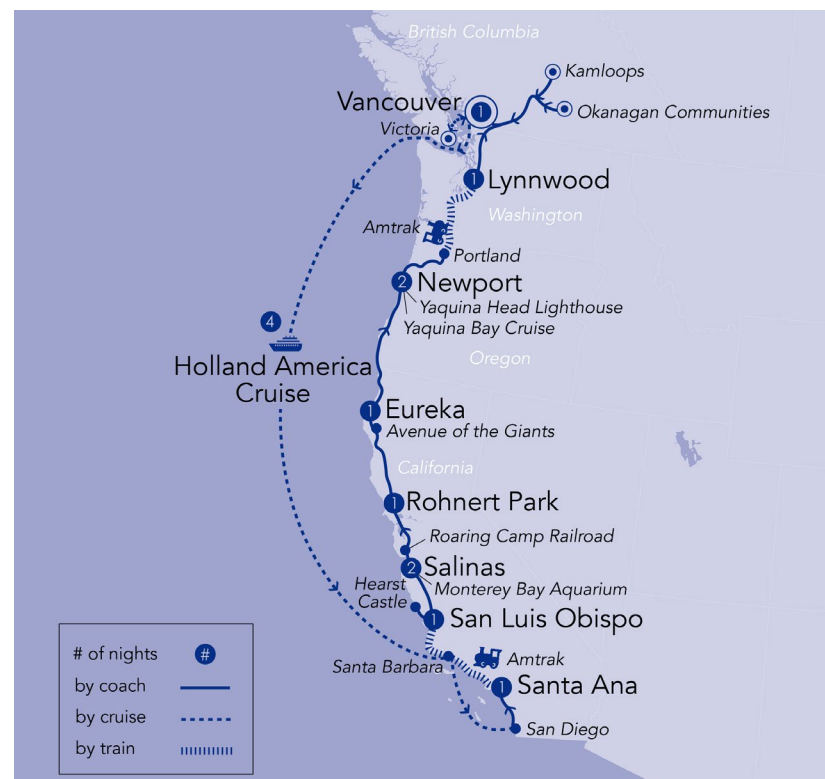 British Columbia
Kamloops
Vancouver
1
Okanagan Communities
Victoria
1
Lynnwood
Washington
Amtrak
Portland
2
Newport
Yaquina Head Lighthouse
Yaquina Bay Cruise
4
Holland America
Cruise
Oregon
1
Eureka
Avenue of the Giants
California
1
Rohnert Park
Roaring Camp Railroad
2
Salinas
Monterey Bay Aquarium
Hearst
Castle
1
San Luis Obispo
Santa Barbara
Amtrak
1
Santa Ana
San Diego
# of nights
#
by coach
by cruise
by train